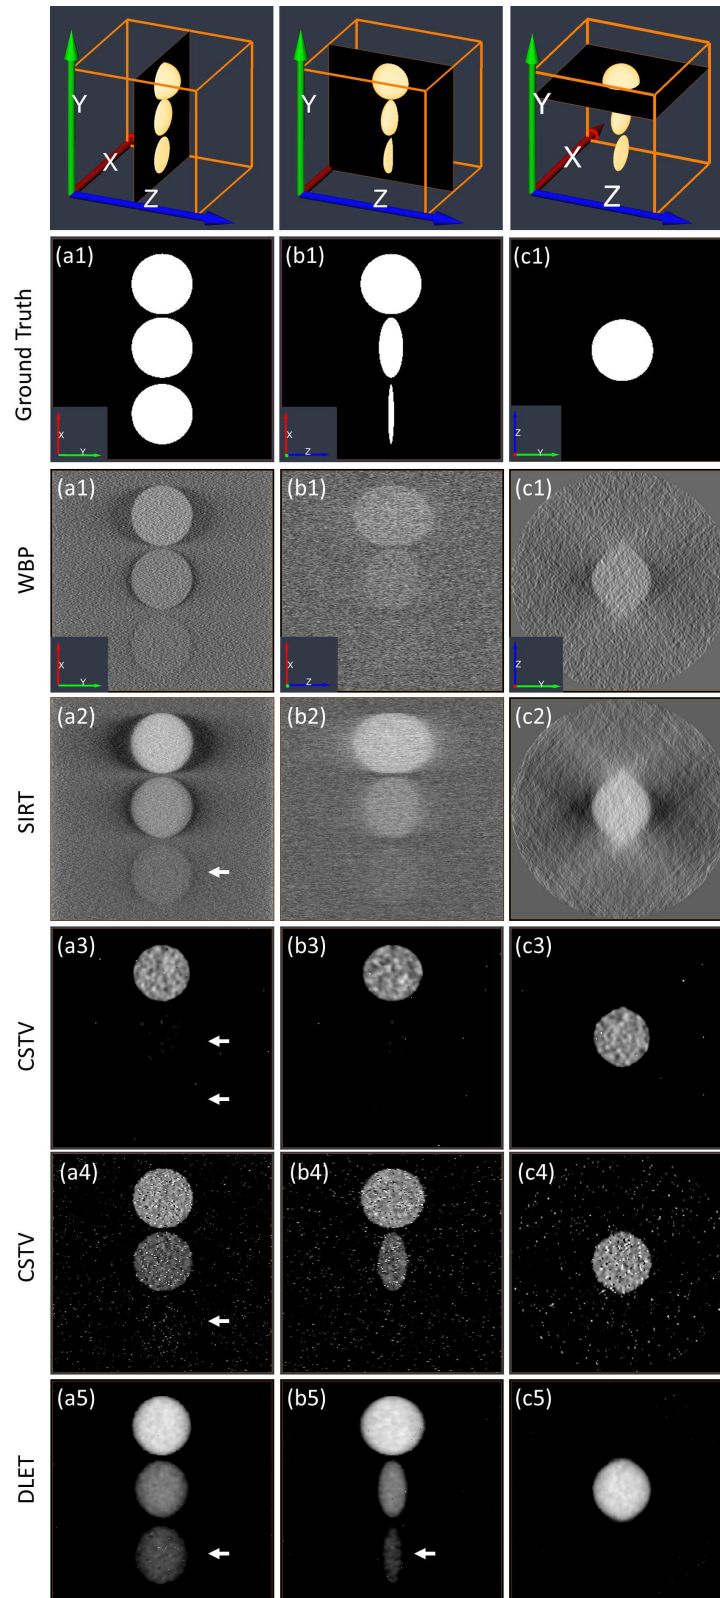 Y
X
Z
Y
X
Z
Y
X
Z
Ground Truth
(a1)
X
Y
(b1)
X
Z
(c1)
Z
Y
WBP
(a1)
X
Y
(b1)
X
Z
(c1)
Z
Y
SIRT
(a2)
(b2)
(c2)
CSTV
(a3)
(b3)
(c3)
CSTV
(a4)
(b4)
(c4)
DLET
(a5)
(b5)
(c5)